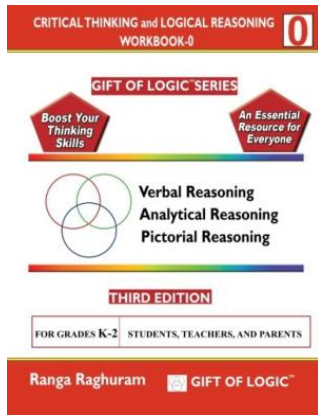 CRITICAL THINKING and LOGICAL REASONING
WORKBOOK-0
0
GIFT OF LOGIC™ SERIES
Boost Your
Thinking
Skills
An Essential
Resource for
Everyone
Verbal Reasoning
Analytical Reasoning
Pictorial Reasoning
THIRD EDITION
FOR GRADES K-2 STUDENTS, TEACHERS, AND PARENTS
Ranga Raghuram GIFT OF LOGIC™